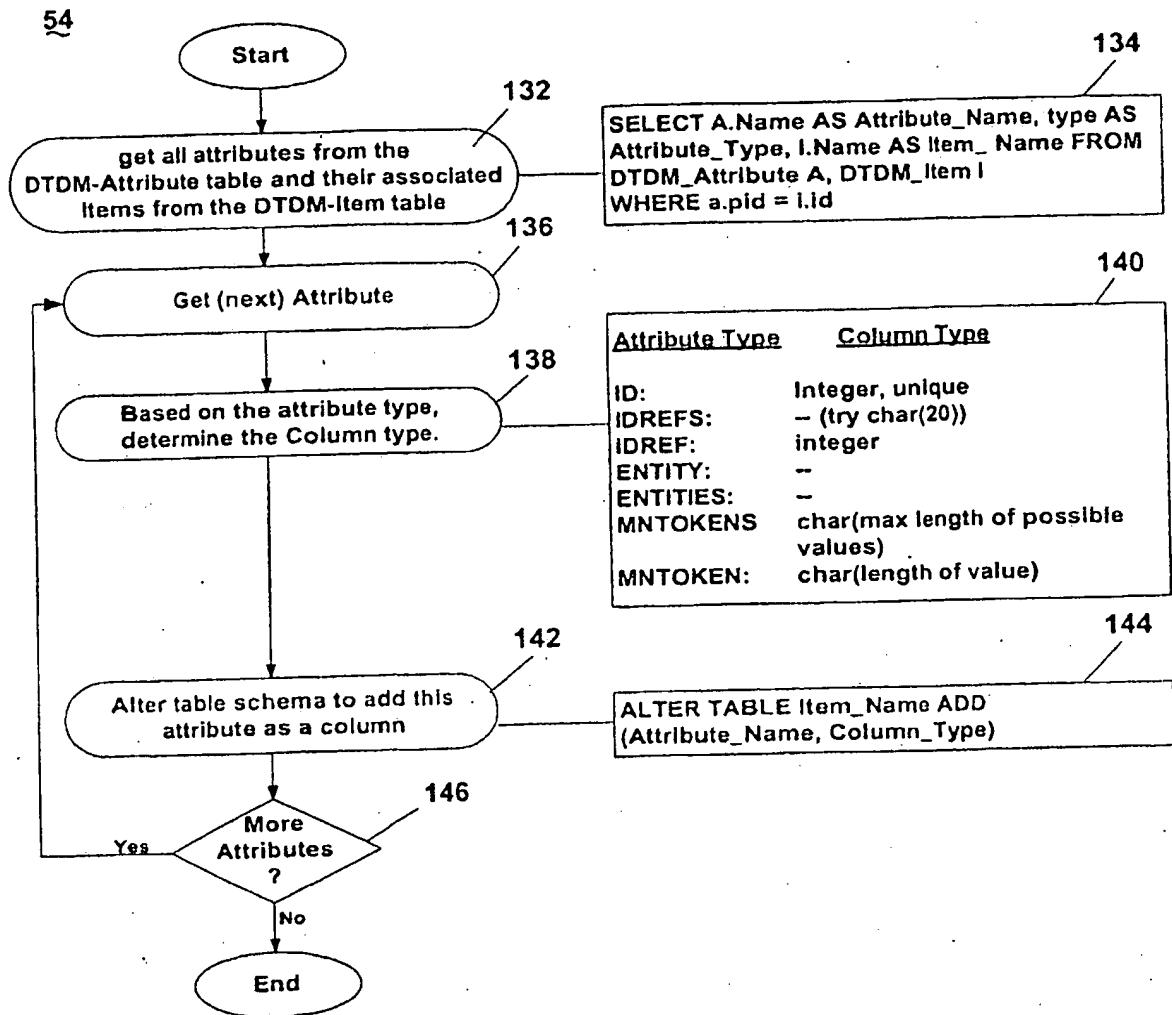 54
Start
132
get all attributes from the
DTDM-Attribute table and their associated
Items from the DTDM-Item table
134
SELECT A.Name AS Attribute_Name, type AS
Attribute_Type, I.Name AS Item_ Name FROM
DTDM_Attribute A, DTDM_Item I
WHERE a.pid = i.id
136
Get (next) Attribute
138
Based on the attribute type,
determine the Column type.
140
Attribute Type Column Type
ID: Integer, unique
IDREFS: – (try char(20))
IDREF: integer
ENTITY: –
ENTITIES: –
MNTOKENS char(max length of possible
values)
MNTOKEN: char(length of value)
142
Alter table schema to add this
attribute as a column
144
ALTER TABLE Item_Name ADD
(Attribute_Name, Column_Type)
146
More
Attributes
?
Yes
No
End